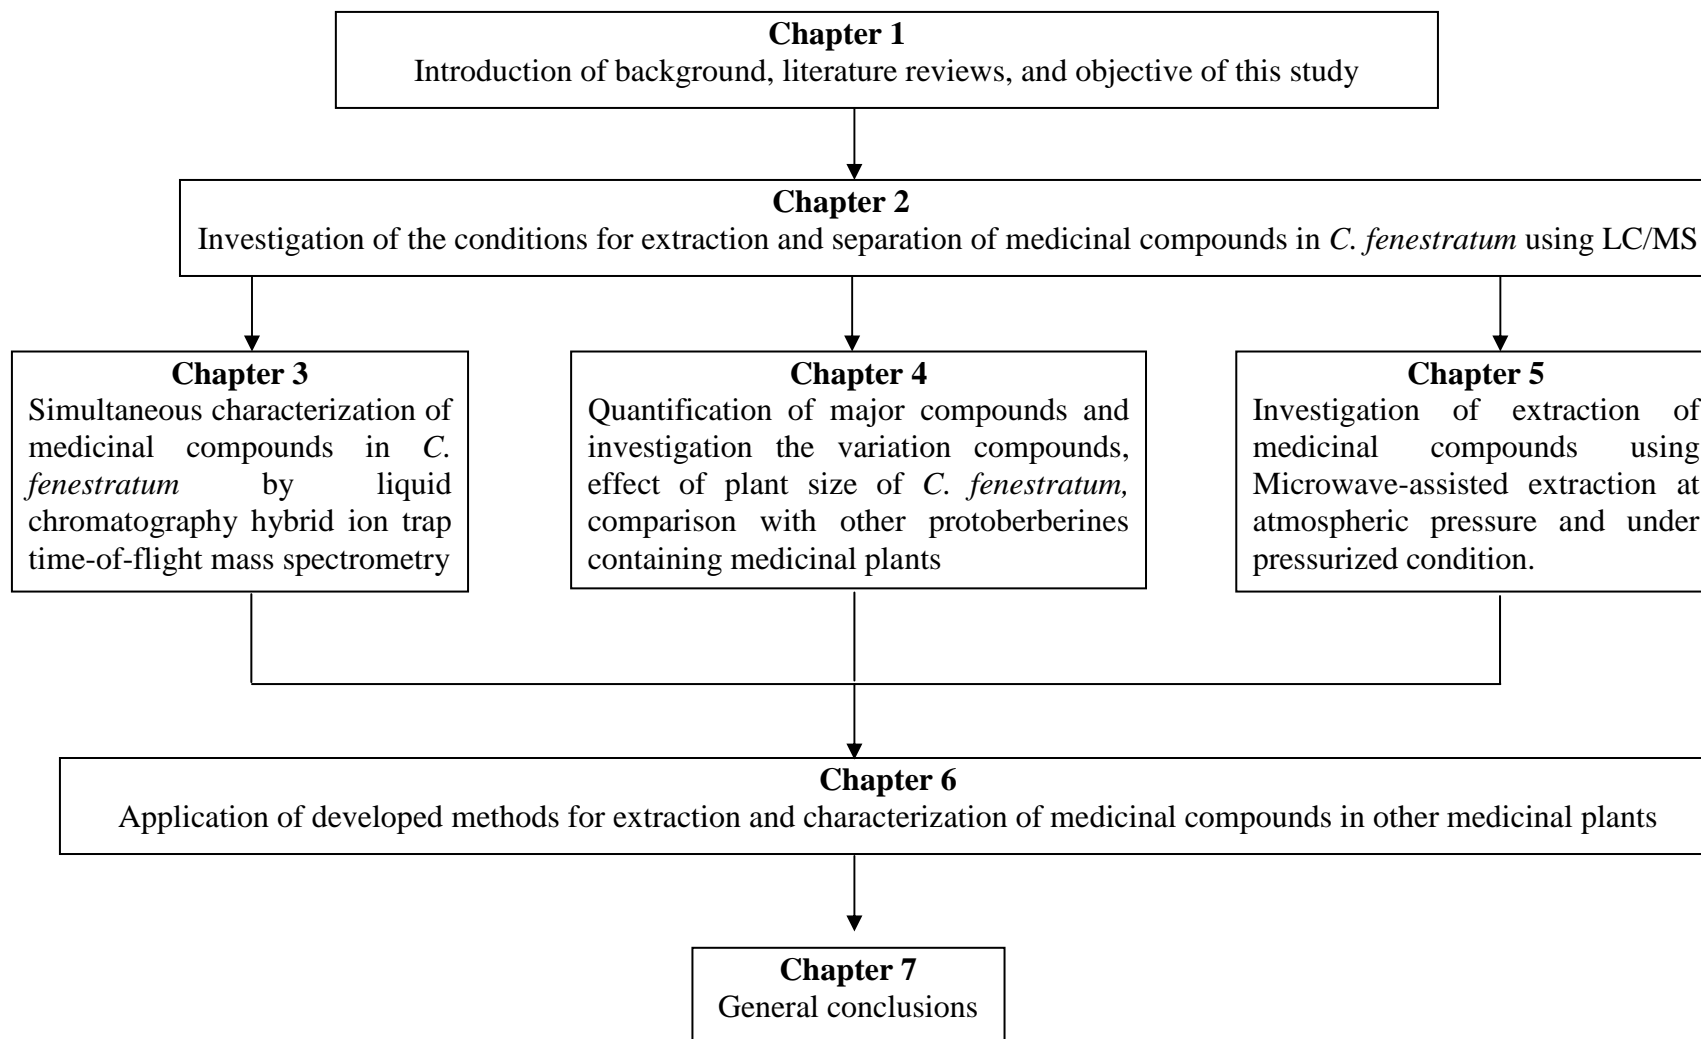 Chapter 1
Introduction of background, literature reviews, and objective of this study
Chapter 2
Investigation of the conditions for extraction and separation of medicinal compounds in C. fenestratum using LC/MS
Chapter 3
Simultaneous characterization of
medicinal compounds in C.
fenestratum by liquid
chromatography hybrid ion trap
time-of-flight mass spectrometry
Chapter 4
Quantification of major compounds and
investigation the variation compounds,
effect of plant size of C. fenestratum,
comparison with other protoberberines
containing medicinal plants
Chapter 5
Investigation of extraction of
medicinal compounds using
Microwave-assisted extraction at
atmospheric pressure and under
pressurized condition.
Chapter 6
Application of developed methods for extraction and characterization of medicinal compounds in other medicinal plants
Chapter 7
General conclusions